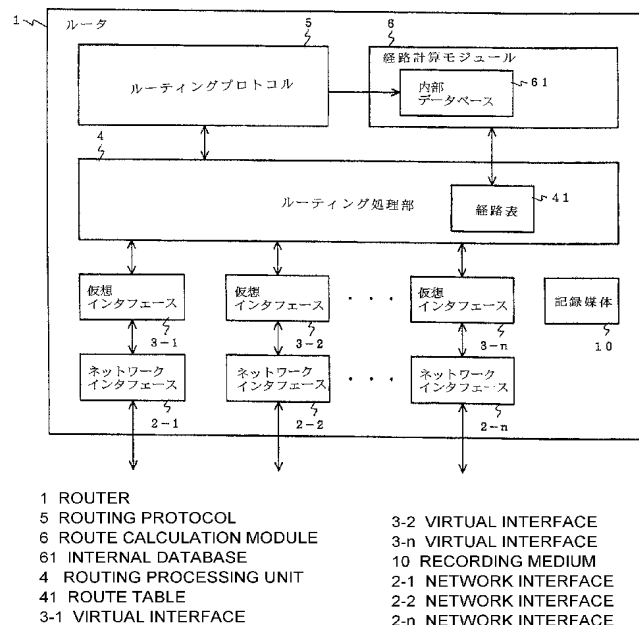 1
ルータ
5
ルーティングプロトコル
6
経路計算モジュール
内部
データベース
61
4
ルーティング処理部
経路表
41
仮想
インタフェース
3-1
仮想
インタフェース
3-2
・・・
仮想
インタフェース
3-n
記録媒体
10
ネットワーク
インタフェース
2-1
ネットワーク
インタフェース
2-2
・・・
ネットワーク
インタフェース
2-n
1 ROUTER
5 ROUTING PROTOCOL
6 ROUTE CALCULATION MODULE
61 INTERNAL DATABASE
4 ROUTING PROCESSING UNIT
41 ROUTE TABLE
3-1 VIRTUAL INTERFACE
3-2 VIRTUAL INTERFACE
3-n VIRTUAL INTERFACE
10 RECORDING MEDIUM
2-1 NETWORK INTERFACE
2-2 NETWORK INTERFACE
2-n NETWORK INTERFACE